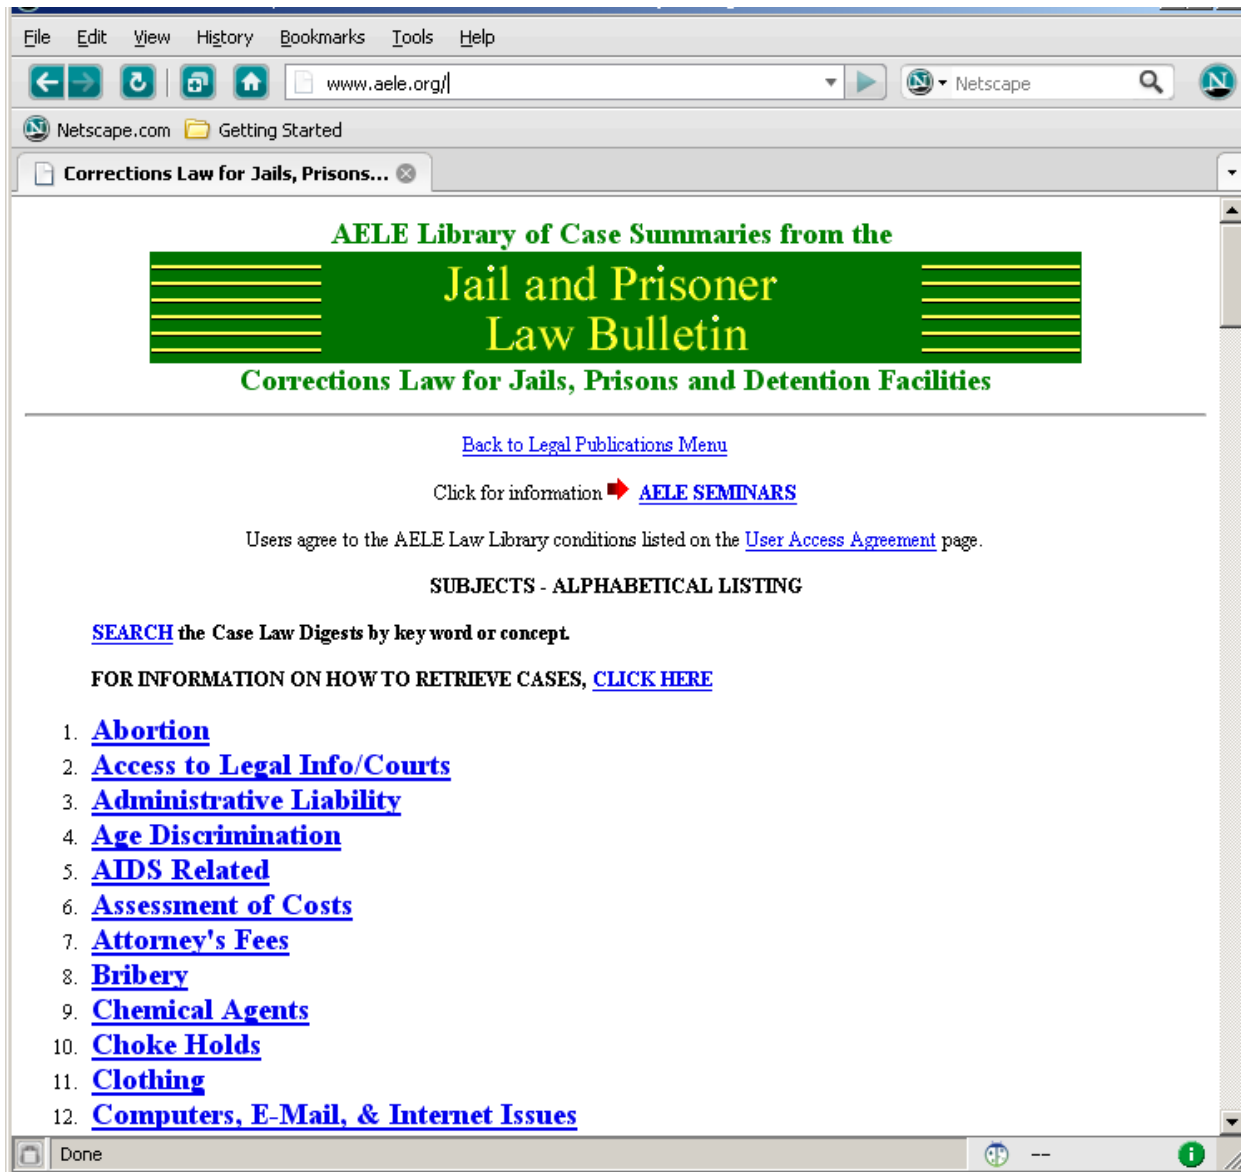 File Edit View History Bookmarks Tools Help
www.aele.org/ Netscape
Netscape.com Getting Started
Corrections Law for Jails, Prisons...
AELE Library of Case Summaries from the
Jail and Prisoner
Law Bulletin
Corrections Law for Jails, Prisons and Detention Facilities
Back to Legal Publications Menu
Click for information AELE SEMINARS
Users agree to the AELE Law Library conditions listed on the User Access Agreement page.
SUBJECTS - ALPHABETICAL LISTING
SEARCH the Case Law Digests by key word or concept.
FOR INFORMATION ON HOW TO RETRIEVE CASES, CLICK HERE
1. Abortion
2. Access to Legal Info/Courts
3. Administrative Liability
4. Age Discrimination
5. AIDS Related
6. Assessment of Costs
7. Attorney's Fees
8. Bribery
9. Chemical Agents
10. Choke Holds
11. Clothing
12. Computers, E-Mail, & Internet Issues
Done --